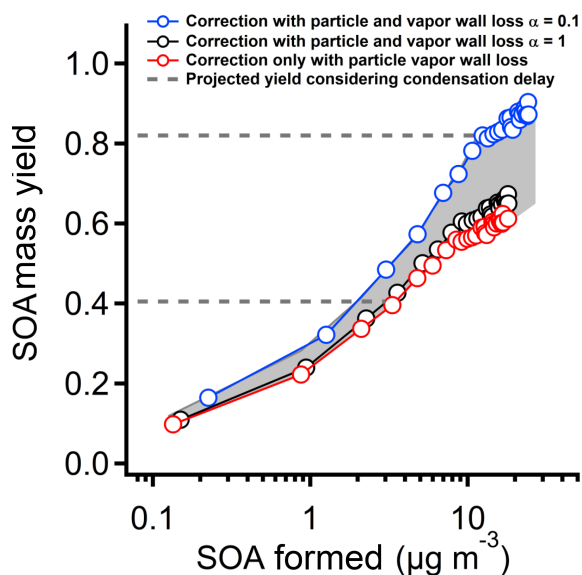 Correction with particle and vapor wall loss α = 0.1
Correction with particle and vapor wall loss α = 1
Correction only with particle vapor wall loss
Projected yield considering condensation delay
1.0
0.8
0.6
0.4
0.2
0.0
SOA mass yield
0.1
1
10
SOA formed (µg m⁻³)